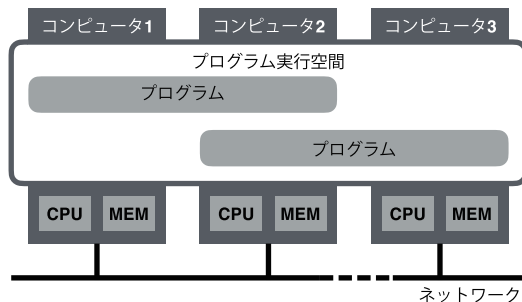 コンピュータ1 コンピュータ2 コンピュータ3
プログラム実行空間
プログラム
プログラム
CPU MEM CPU MEM CPU MEM
ネットワーク